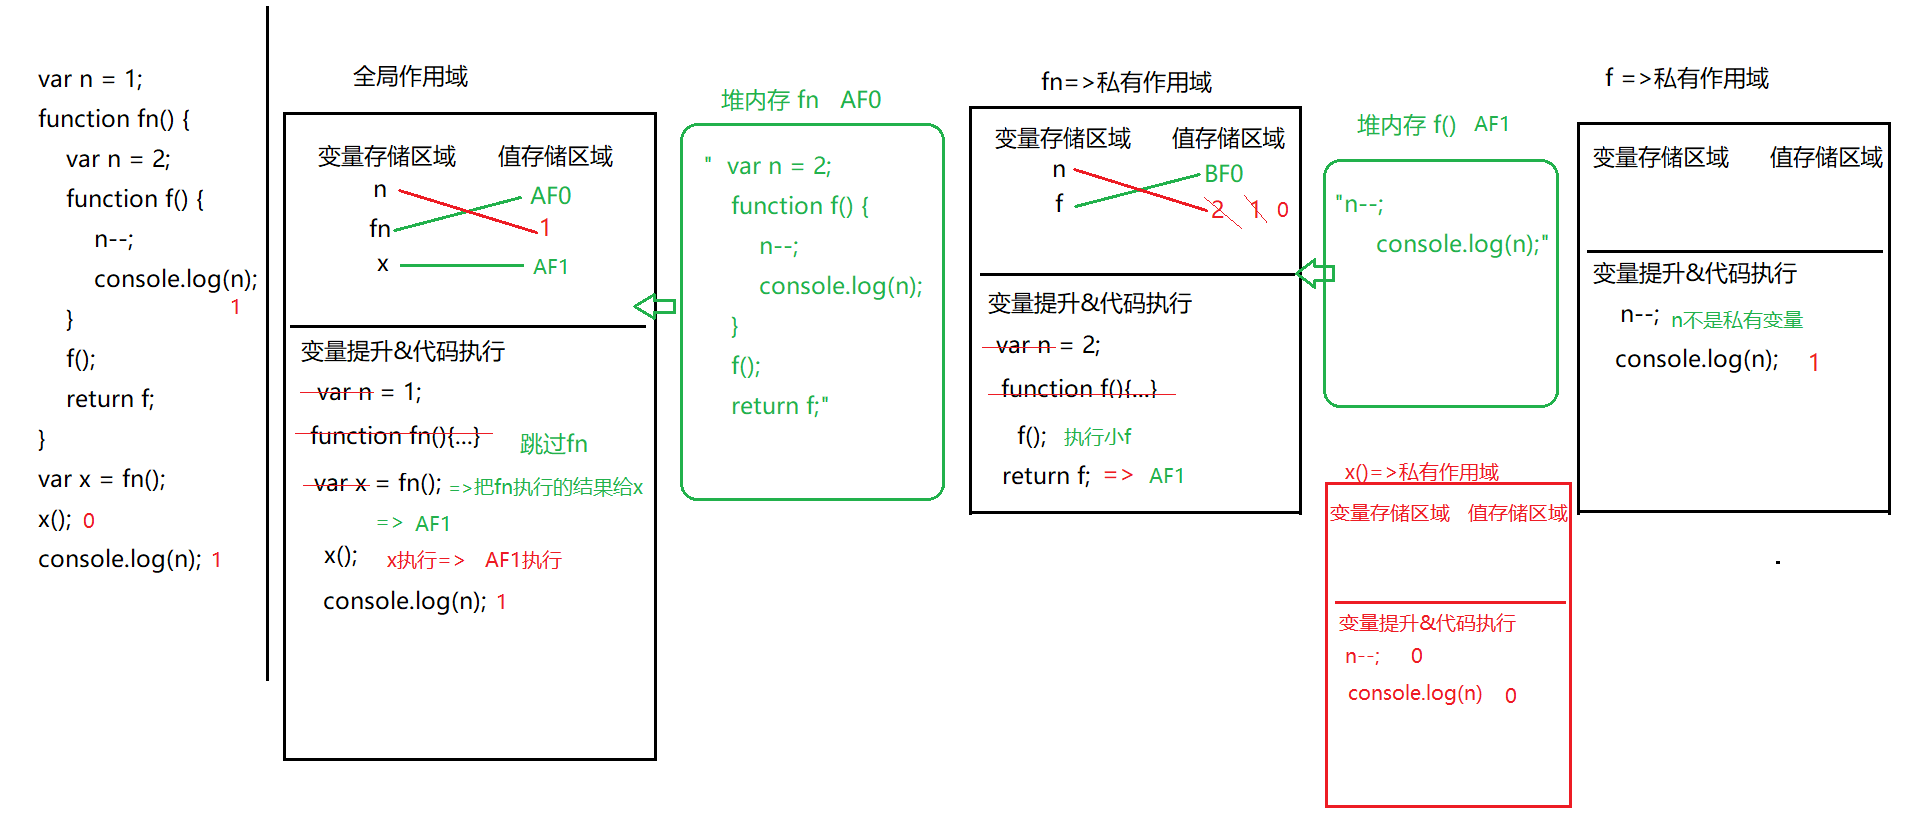 var n = 1;
function fn() {
var n = 2;
function f() {
n--;
console.log(n);
1
}
f();
return f;
}
var x = fn();
x(); 0
console.log(n); 1
全局作用域
变量存储区域 值存储区域
n AF0
fn 1
x AF1
变量提升&代码执行
var n = 1;
function fn(){...} 跳过fn
var x = fn(); =>把fn执行的结果给x
=> AF1
x(); x执行=> AF1执行
console.log(n); 1
堆内存 fn AF0
" var n = 2;
function f() {
n--;
console.log(n);
}
f();
return f;"
fn=>私有作用域
变量存储区域 值存储区域
n BF0
f 2 1 0
变量提升&代码执行
var n = 2;
function f(){...}
f(); 执行小f
return f; => AF1
堆内存 f() AF1
"n--;
console.log(n);"
f =>私有作用域
变量存储区域 值存储区域
变量提升&代码执行
n--; n不是私有变量
console.log(n); 1
x()=>私有作用域
变量存储区域 值存储区域
变量提升&代码执行
n--; 0
console.log(n) 0